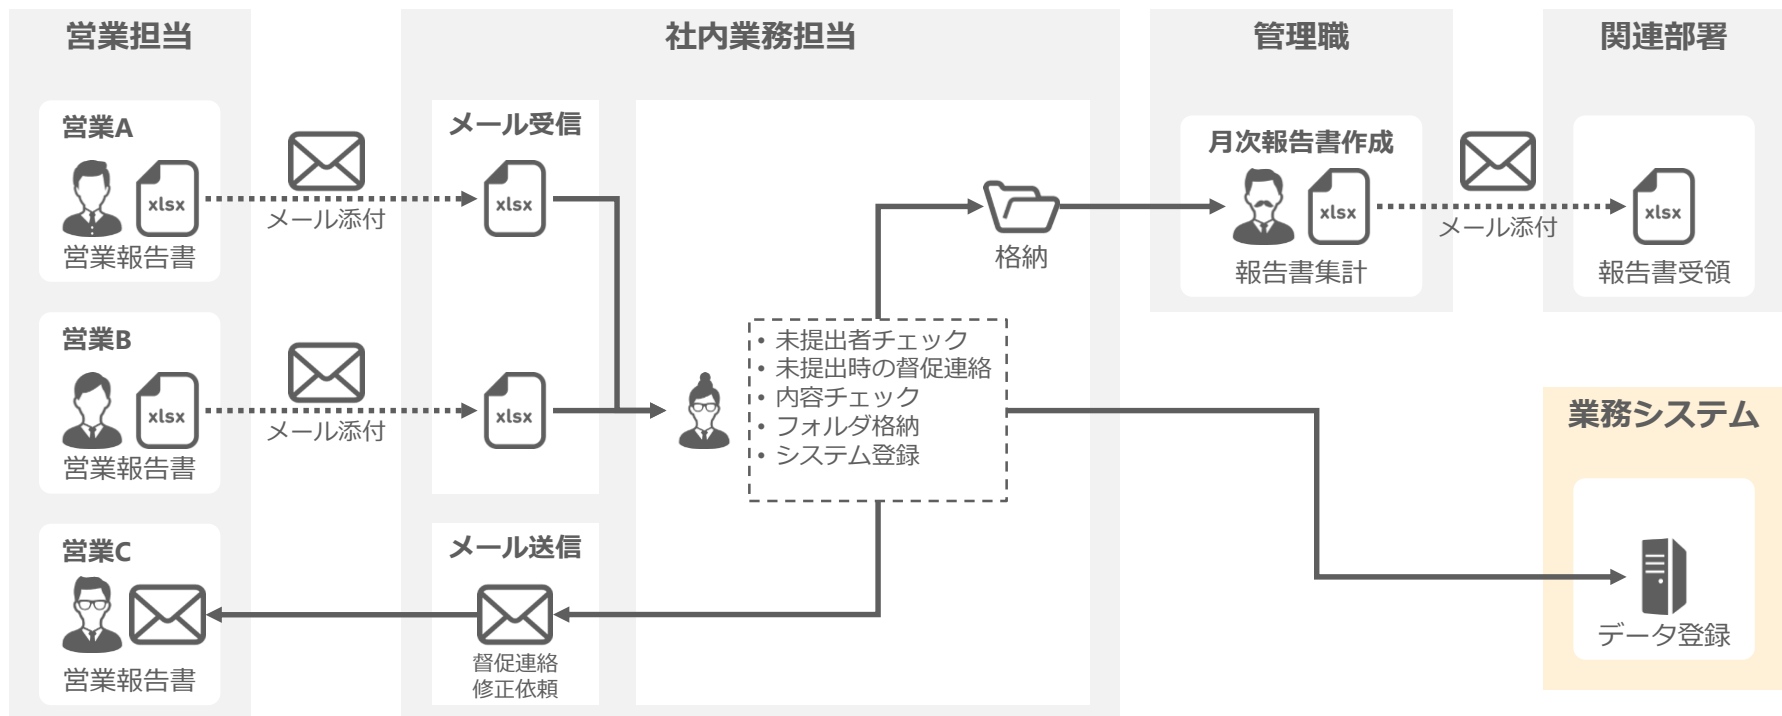 営業担当
営業A
xlsx
営業報告書
メール添付
営業B
xlsx
営業報告書
メール添付
営業C
営業報告書
社内業務担当
メール受信
xlsx
xlsx
メール送信
督促連絡
修正依頼
• 未提出者チェック
• 未提出時の督促連絡
• 内容チェック
• フォルダ格納
• システム登録
格納
管理職
月次報告書作成
xlsx
報告書集計
メール添付
関連部署
xlsx
報告書受領
業務システム
データ登録